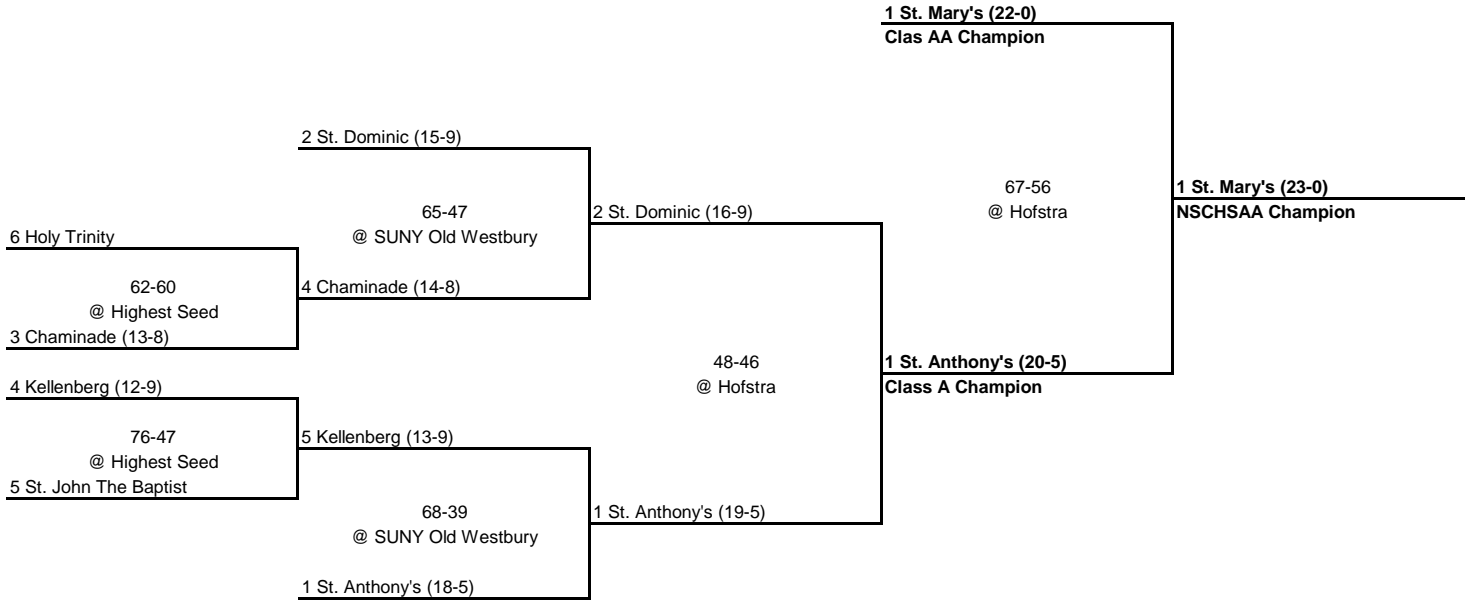 1 St. Mary's (22-0)
Clas AA Champion
2 St. Dominic (15-9)
67-56
@ Hofstra
1 St. Mary's (23-0)
NSCHSAA Champion
65-47
@ SUNY Old Westbury
2 St. Dominic (16-9)
6 Holy Trinity
62-60
@ Highest Seed
4 Chaminade (14-8)
3 Chaminade (13-8)
48-46
@ Hofstra
1 St. Anthony's (20-5)
Class A Champion
4 Kellenberg (12-9)
76-47
@ Highest Seed
5 Kellenberg (13-9)
5 St. John The Baptist
68-39
@ SUNY Old Westbury
1 St. Anthony's (19-5)
1 St. Anthony's (18-5)